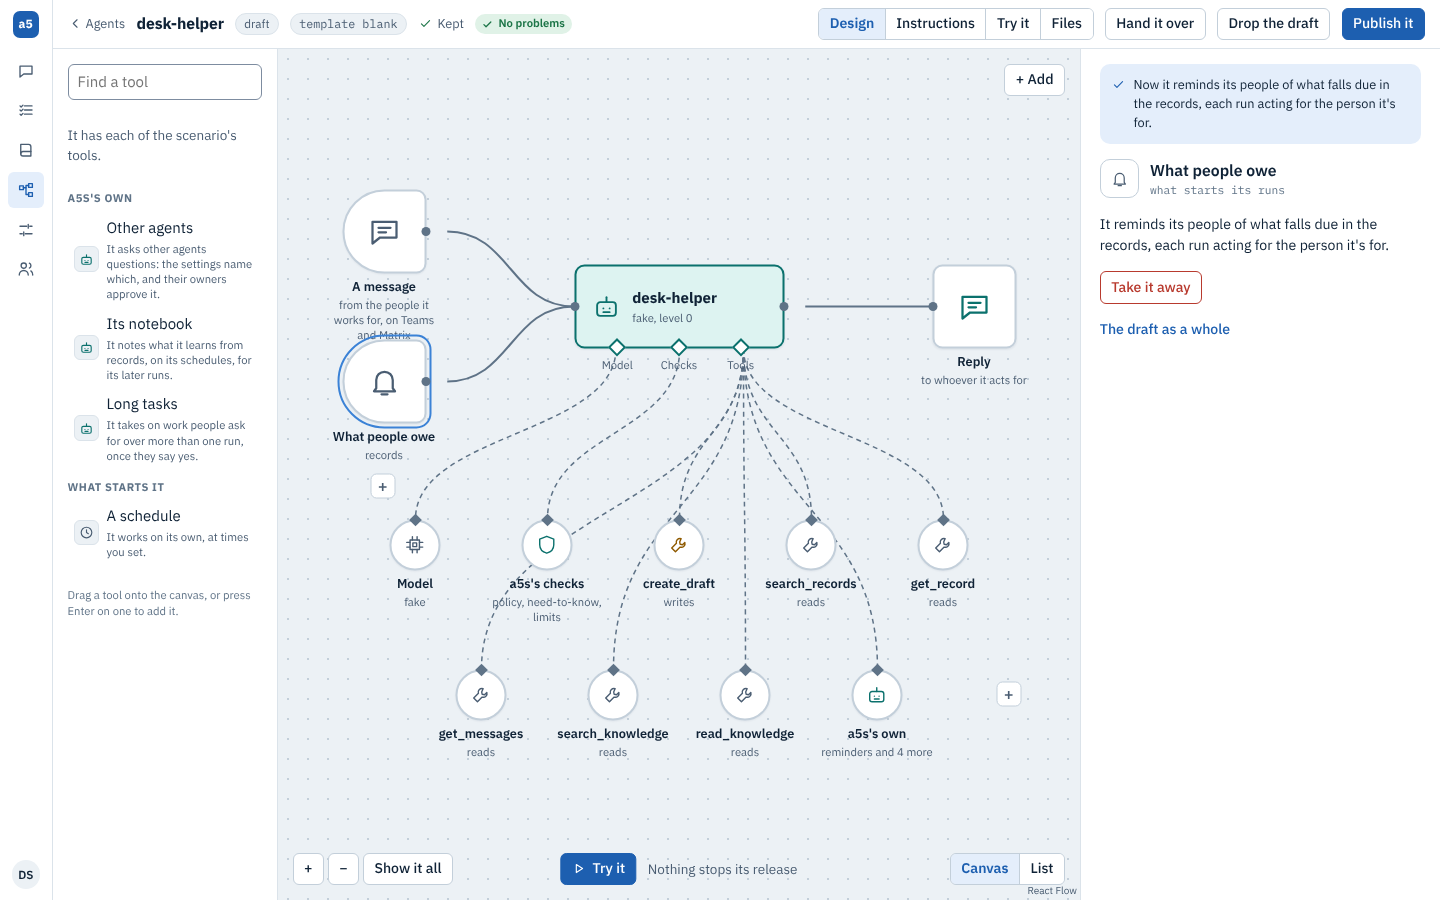 a5
Agents
desk-helper
draft
template blank
Kept
No problems
Design
Instructions
Try it
Files
Hand it over
Drop the draft
Publish it
Find a tool
It has each of the scenario's
tools.
A5S'S OWN
Other agents
It asks other agents
questions: the settings name
which, and their owners
approve it.
Its notebook
It notes what it learns from
records, on its schedules, for
its later runs.
Long tasks
It takes on work people ask
for over more than one run,
once they say yes.
WHAT STARTS IT
A schedule
It works on its own, at times
you set.
Drag a tool onto the canvas, or press
Enter on one to add it.
DS
+ Add
A message
from the people it
works for, on Teams
and Matrix
What people owe
records
+
desk-helper
fake, level 0
Model
Checks
Tools
Reply
to whoever it acts for
Model
fake
a5s's checks
policy, need-to-know,
limits
create_draft
writes
search_records
reads
get_record
reads
get_messages
reads
search_knowledge
reads
read_knowledge
reads
a5s's own
reminders and 4 more
+
+
−
Show it all
Try it
Nothing stops its release
Canvas
List
React Flow
Now it reminds its people of what falls due in
the records, each run acting for the person it's
for.
What people owe
what starts its runs
It reminds its people of what falls due in the
records, each run acting for the person it's for.
Take it away
The draft as a whole